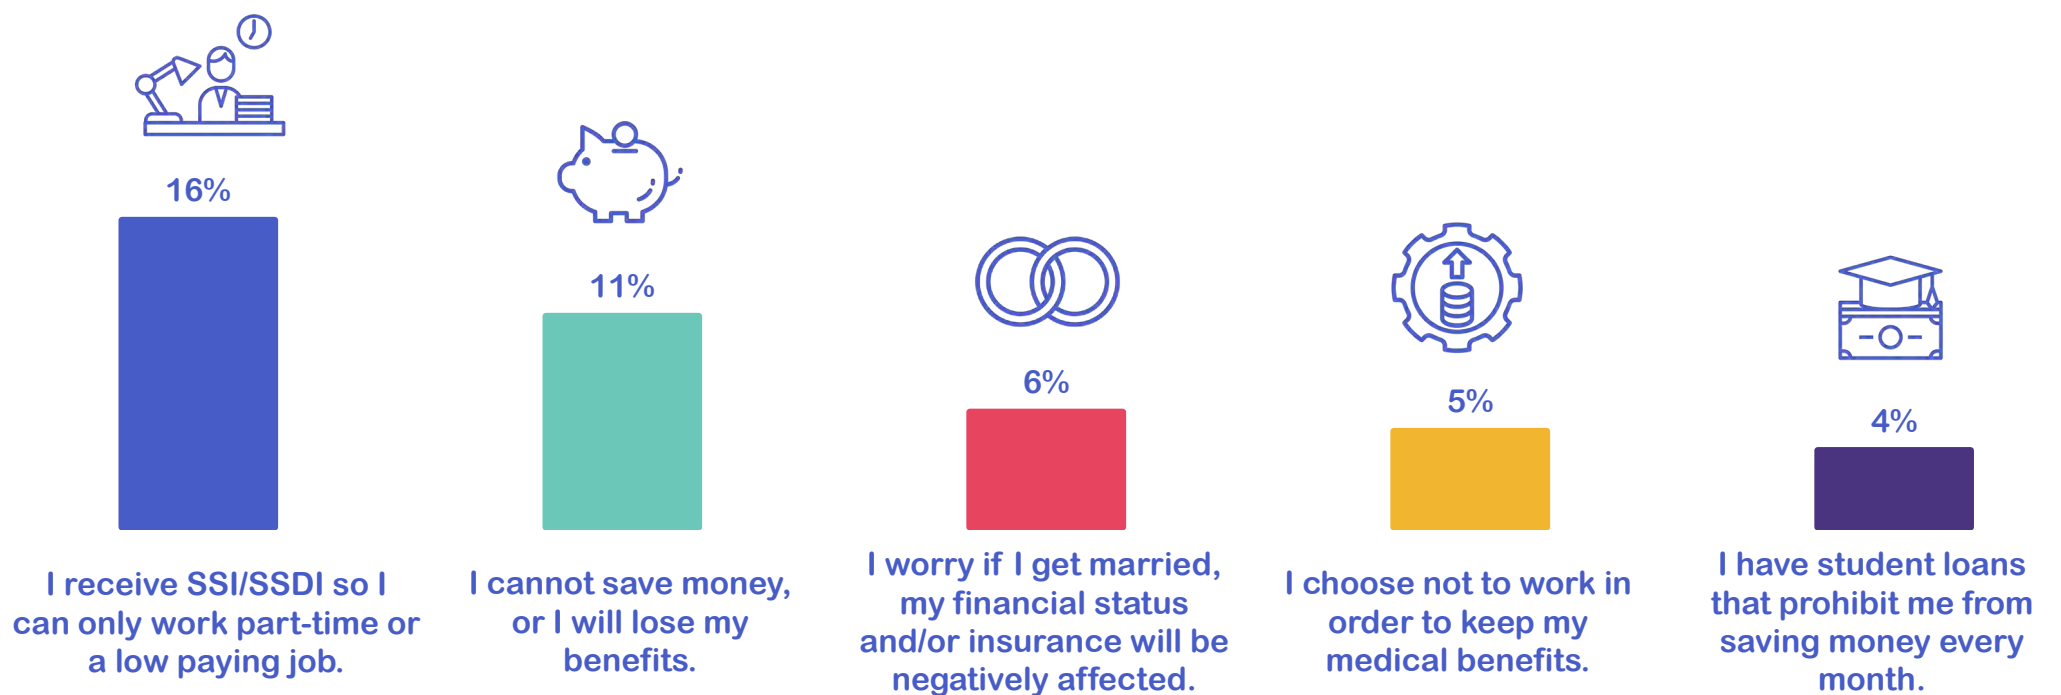 16%
I receive SSI/SSDI so I
can only work part-time or
a low paying job.
11%
I cannot save money,
or I will lose my
benefits.
6%
I worry if I get married,
my financial status
and/or insurance will be
negatively affected.
5%
I choose not to work in
order to keep my
medical benefits.
4%
I have student loans
that prohibit me from
saving money every
month.